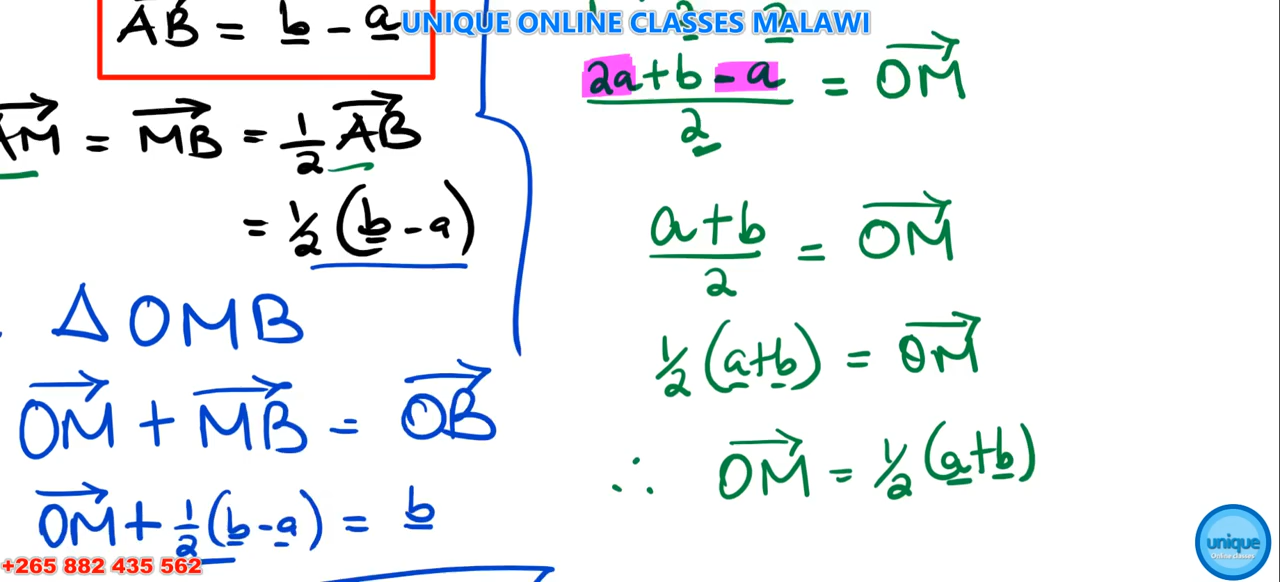 UNIQUE ONLINE CLASSES MALAWI
AB = b - a
AM = MB = 1/2 AB
= 1/2 (b - a)
Δ OMB
OM + MB = OB
OM + 1/2 (b - a) = b
+265 882 435 562
2a + b - a / 2 = OM
a + b / 2 = OM
1/2 (a + b) = OM
∴ OM = 1/2 (a + b)
unique
Online classes